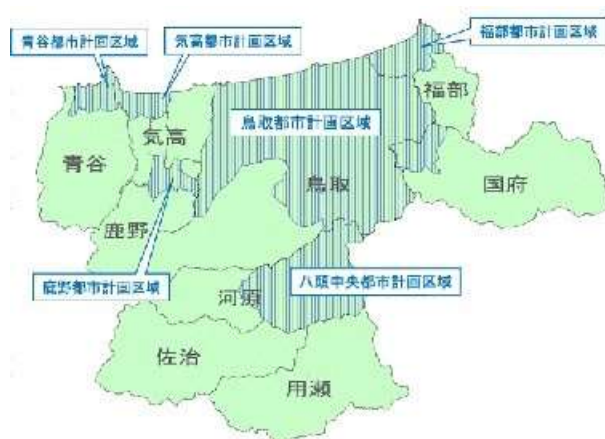 青谷都市計画区域
気高都市計画区域
福部都市計画区域
鳥取都市計画区域
福部
気高
青谷
鳥取
国府
鹿野
鹿野都市計画区域
八頭中央都市計画区域
河原
佐治
用瀬